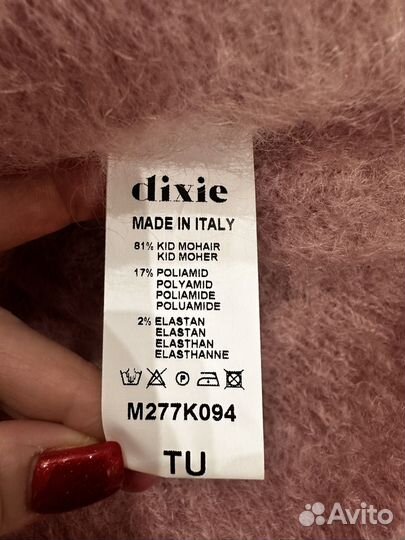 dixie
MADE IN ITALY
81% KID MOHAIR
KID MOHER
17% POLIAMID
POLYAMID
POLIAMIDE
POLUAMIDE
2% ELASTAN
ELASTAN
ELASTHAN
ELASTHANNE
P
M277K094
TU
Avito